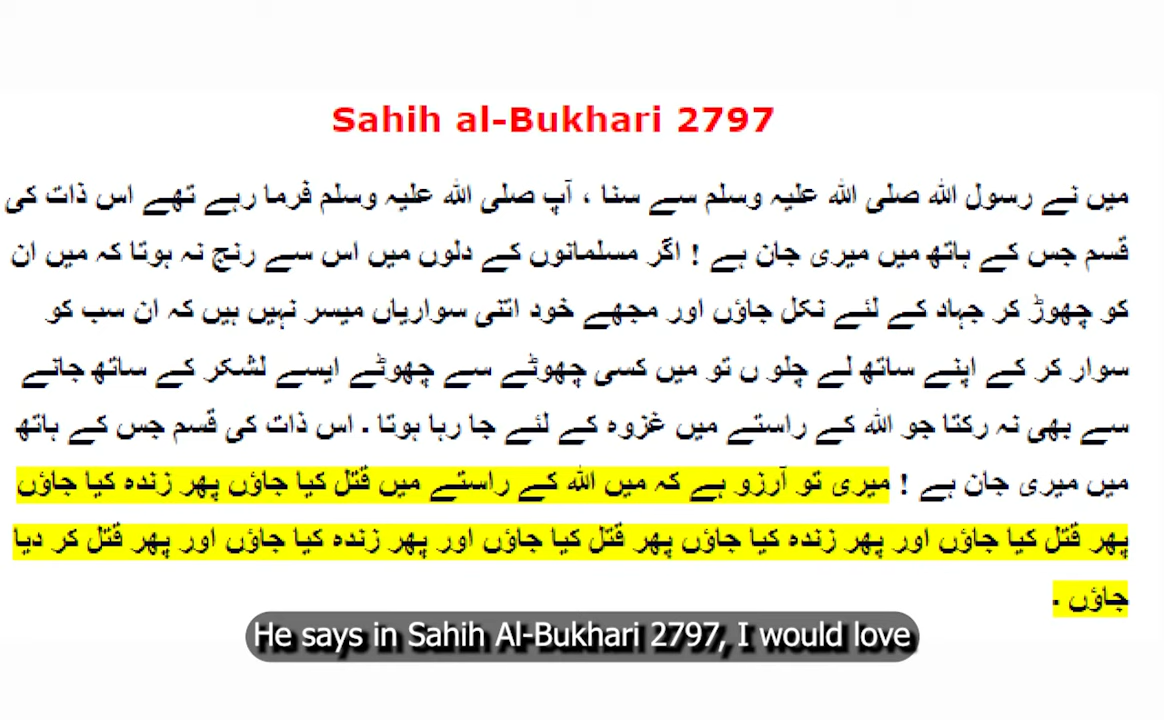 Sahih al-Bukhari 2797
میں نے رسول اللہ صلی اللہ علیہ وسلم سے سنا ، آپ صلی اللہ علیہ وسلم فرما رہے تھے اس ذات کی
قسم جس کے ہاتھ میں میری جان ہے ! اگر مسلمانوں کے دلوں میں اس سے رنج نہ ہوتا کہ میں ان
کو چھوڑ کر جہاد کے لئے نکل جاؤں اور مجھے خود اتنی سواریاں میسر نہیں ہیں کہ ان سب کو
سوار کر کے اپنے ساتھ لے چلو ں تو میں کسی چھوٹے سے چھوٹے ایسے لشکر کے ساتھ جانے
سے بھی نہ رکتا جو اللہ کے راستے میں غزوہ کے لئے جا رہا ہوتا ۔ اس ذات کی قسم جس کے ہاتھ
میں میری جان ہے ! میری تو آرزو ہے کہ میں اللہ کے راستے میں قتل کیا جاؤں پھر زندہ کیا جاؤں
پھر قتل کیا جاؤں اور پھر زندہ کیا جاؤں پھر قتل کیا جاؤں اور پھر زندہ کیا جاؤں اور پھر قتل کر دیا
جاؤں ۔
He says in Sahih Al-Bukhari 2797, I would love